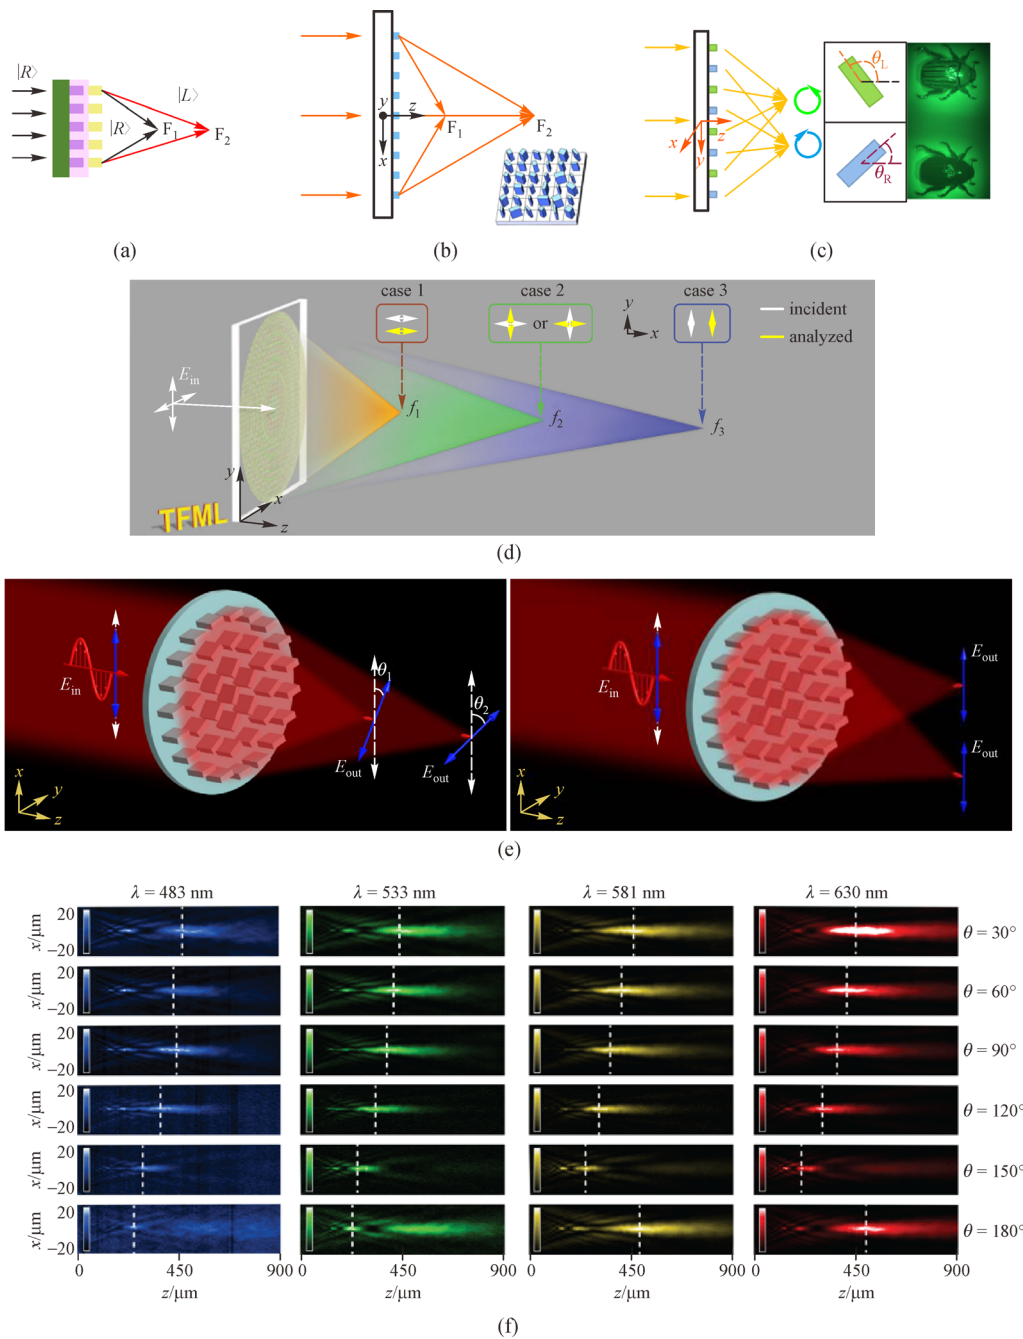 |R⟩
|L⟩
|R⟩
F1
F2
(a)
y
z
x
F1
F2
(b)
x
y
z
θL
θR
(c)
case 1
case 2
case 3
or
y
x
incident
analyzed
Ein
f1
f2
f3
y
x
z
TFML
(d)
Ein
θ1
θ2
Eout
Eout
x
y
z
Ein
Eout
Eout
x
y
z
(e)
λ = 483 nm
λ = 533 nm
λ = 581 nm
λ = 630 nm
20
x/μm
−20
θ = 30°
20
x/μm
−20
θ = 60°
20
x/μm
−20
θ = 90°
20
x/μm
−20
θ = 120°
20
x/μm
−20
θ = 150°
20
x/μm
−20
θ = 180°
0 450 900 0 450 900 0 450 900 0 450 900
z/μm z/μm z/μm z/μm
(f)